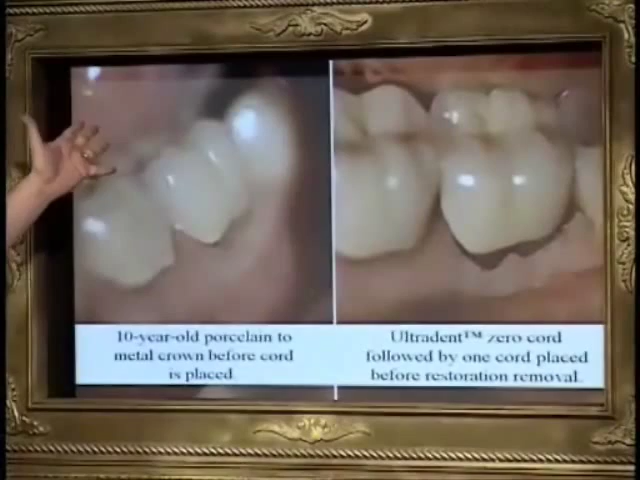 10-year-old porcelain to
metal crown before cord
is placed.
Ultradent™ zero cord
followed by one cord placed
before restoration removal.